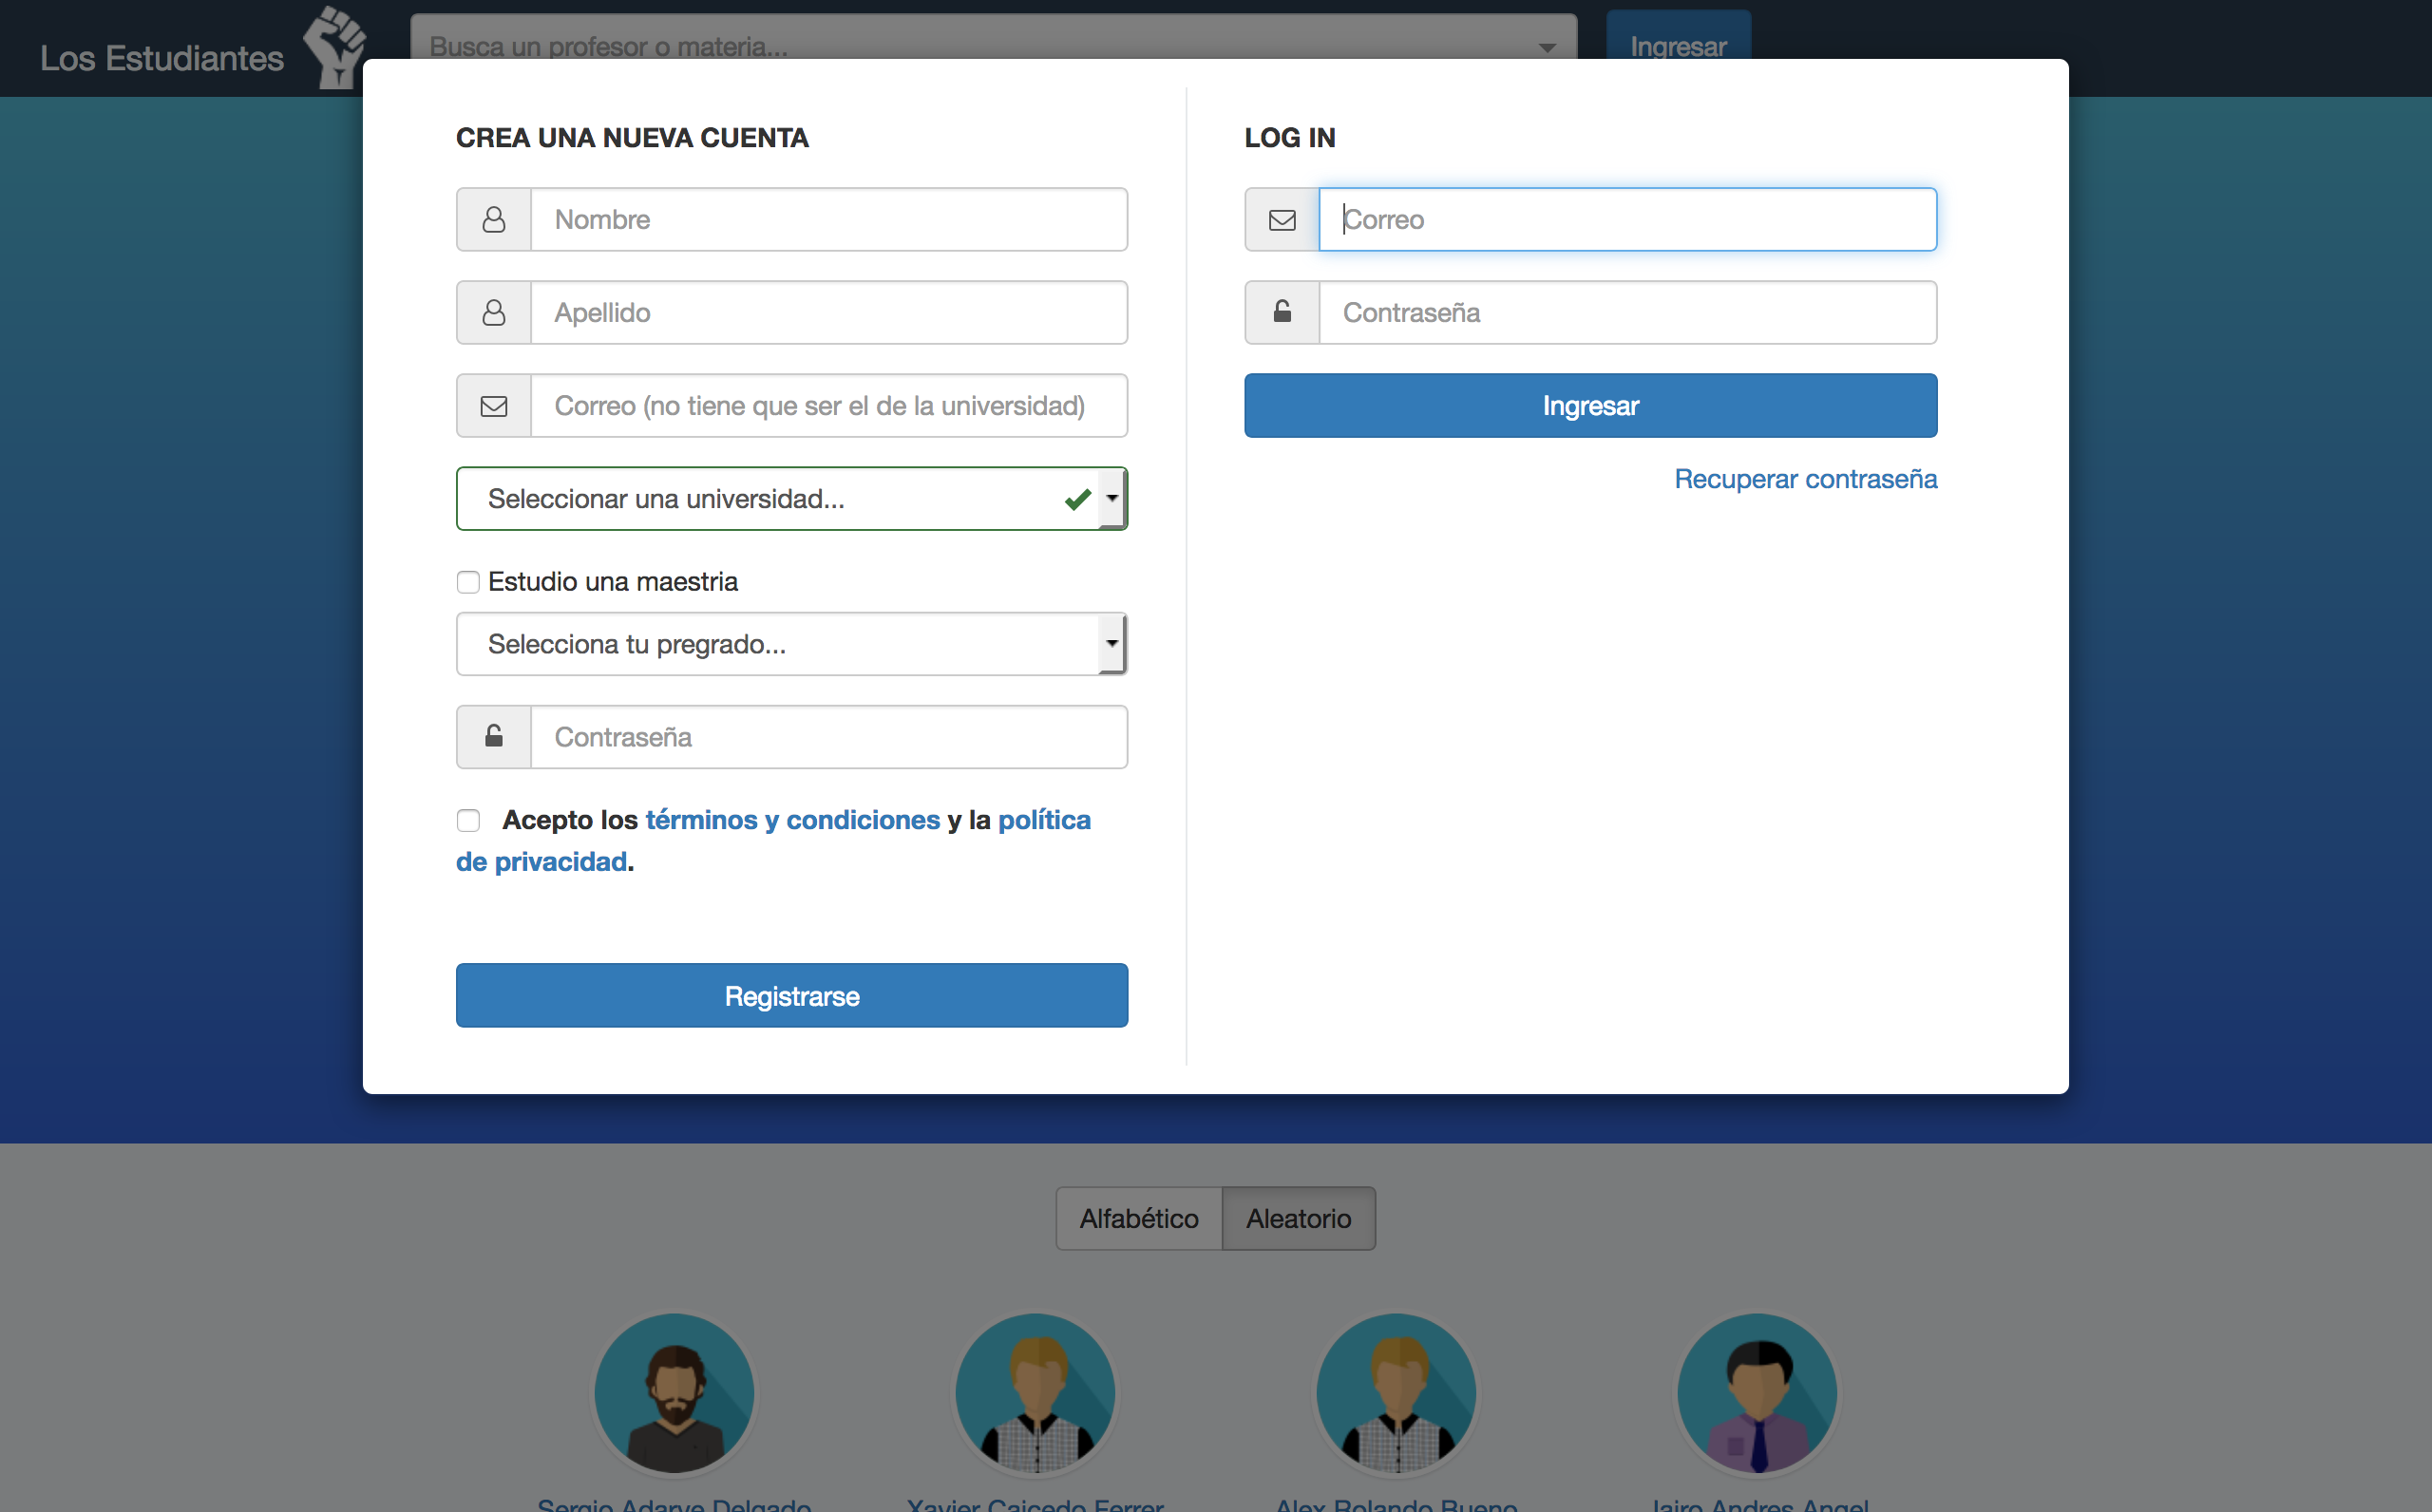 Los Estudiantes
Busca un profesor o materia...
Ingresar
CREA UNA NUEVA CUENTA
Nombre
Apellido
Correo (no tiene que ser el de la universidad)
Seleccionar una universidad...
Estudio una maestria
Selecciona tu pregrado...
Contraseña
Acepto los términos y condiciones y la política
de privacidad.
Registrarse
LOG IN
Correo
Contraseña
Ingresar
Recuperar contraseña
Alfabético
Aleatorio
Sergio Adarve Delgado
Xavier Caicedo Ferrer
Alex Rolando Bueno
Jairo Andres Angel